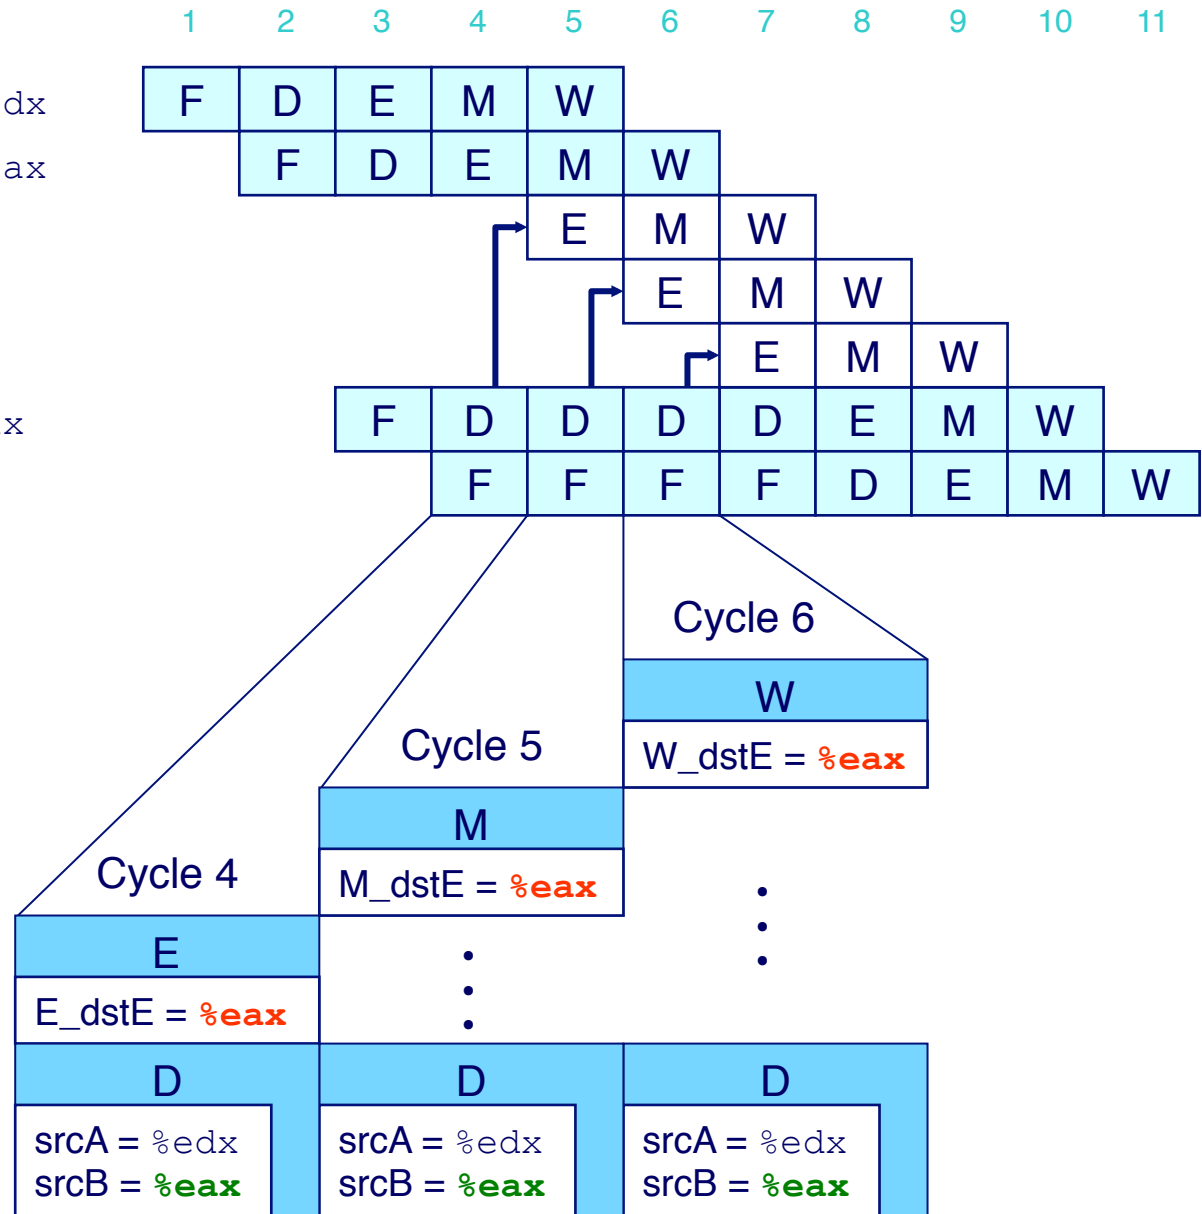 1 2 3 4 5 6 7 8 9 10 11
dx F D E M W
ax F D E M W
E M W
E M W
E M W
x F D D D D E M W
F F F F D E M W
Cycle 6
W
W_dstE = %eax
Cycle 5
M
M_dstE = %eax
Cycle 4
E
E_dstE = %eax
D D D
srcA = %edx srcA = %edx srcA = %edx
srcB = %eax srcB = %eax srcB = %eax